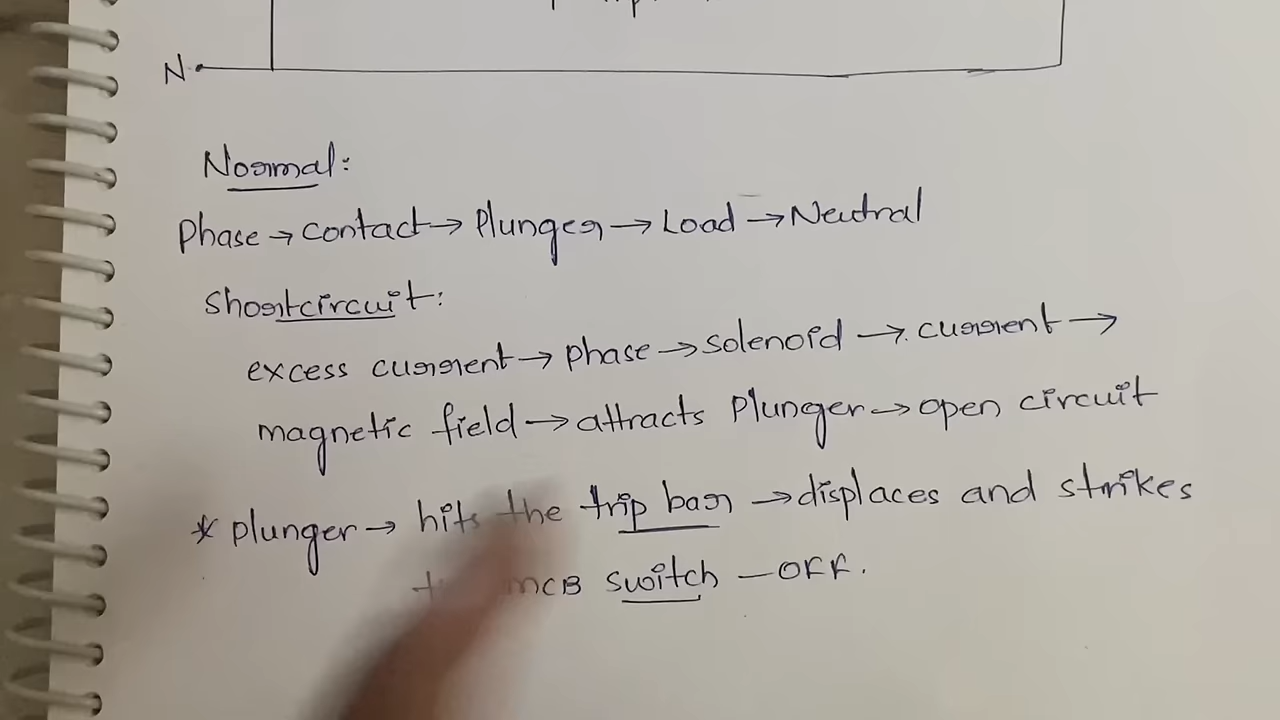 N
Normal:
Phase → contact → Plunger → Load → Neutral
Shortcircuit:
excess current → phase → solenoid → current →
magnetic field → attracts Plunger → open circuit
* plunger → hits the trip bar → displaces and strikes
MCB switch — OFF.